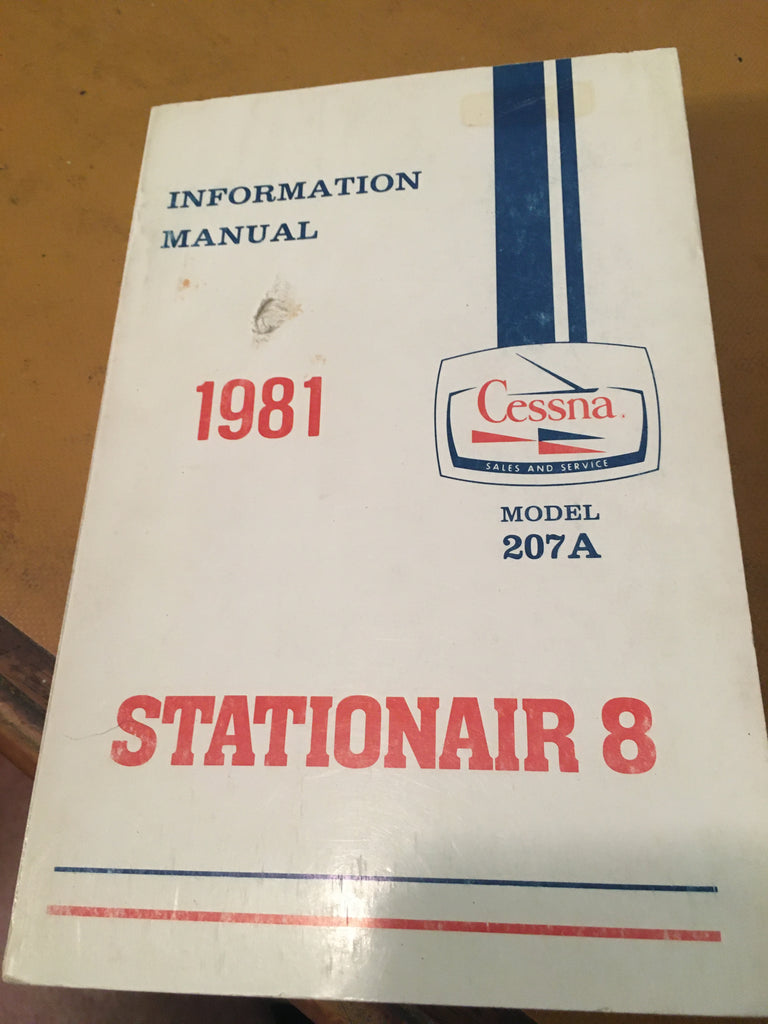 INFORMATION
MANUAL
1981
Cessna
SALES AND SERVICE
MODEL
207A
STATIONAIR 8